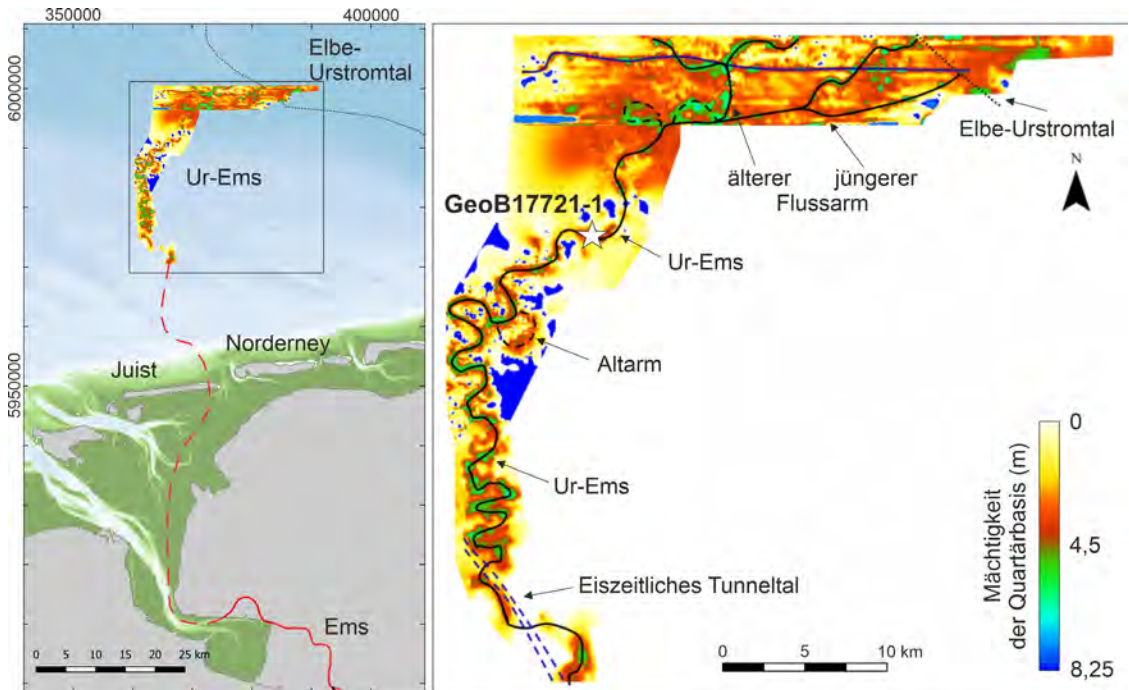 350000
400000
6000000
5950000
Elbe-
Urstromtal
Ur-Ems
Norderney
Juist
Ems
0 5 10 15 20 25 km
GeoB17721-1
älterer
jüngerer
Flussarm
Elbe-Urstromtal
N
Ur-Ems
Altarm
Ur-Ems
Eiszeitliches Tunneltal
0 5 10 km
Mächtigkeit
der Quartärbasis (m)
0
4,5
8,25